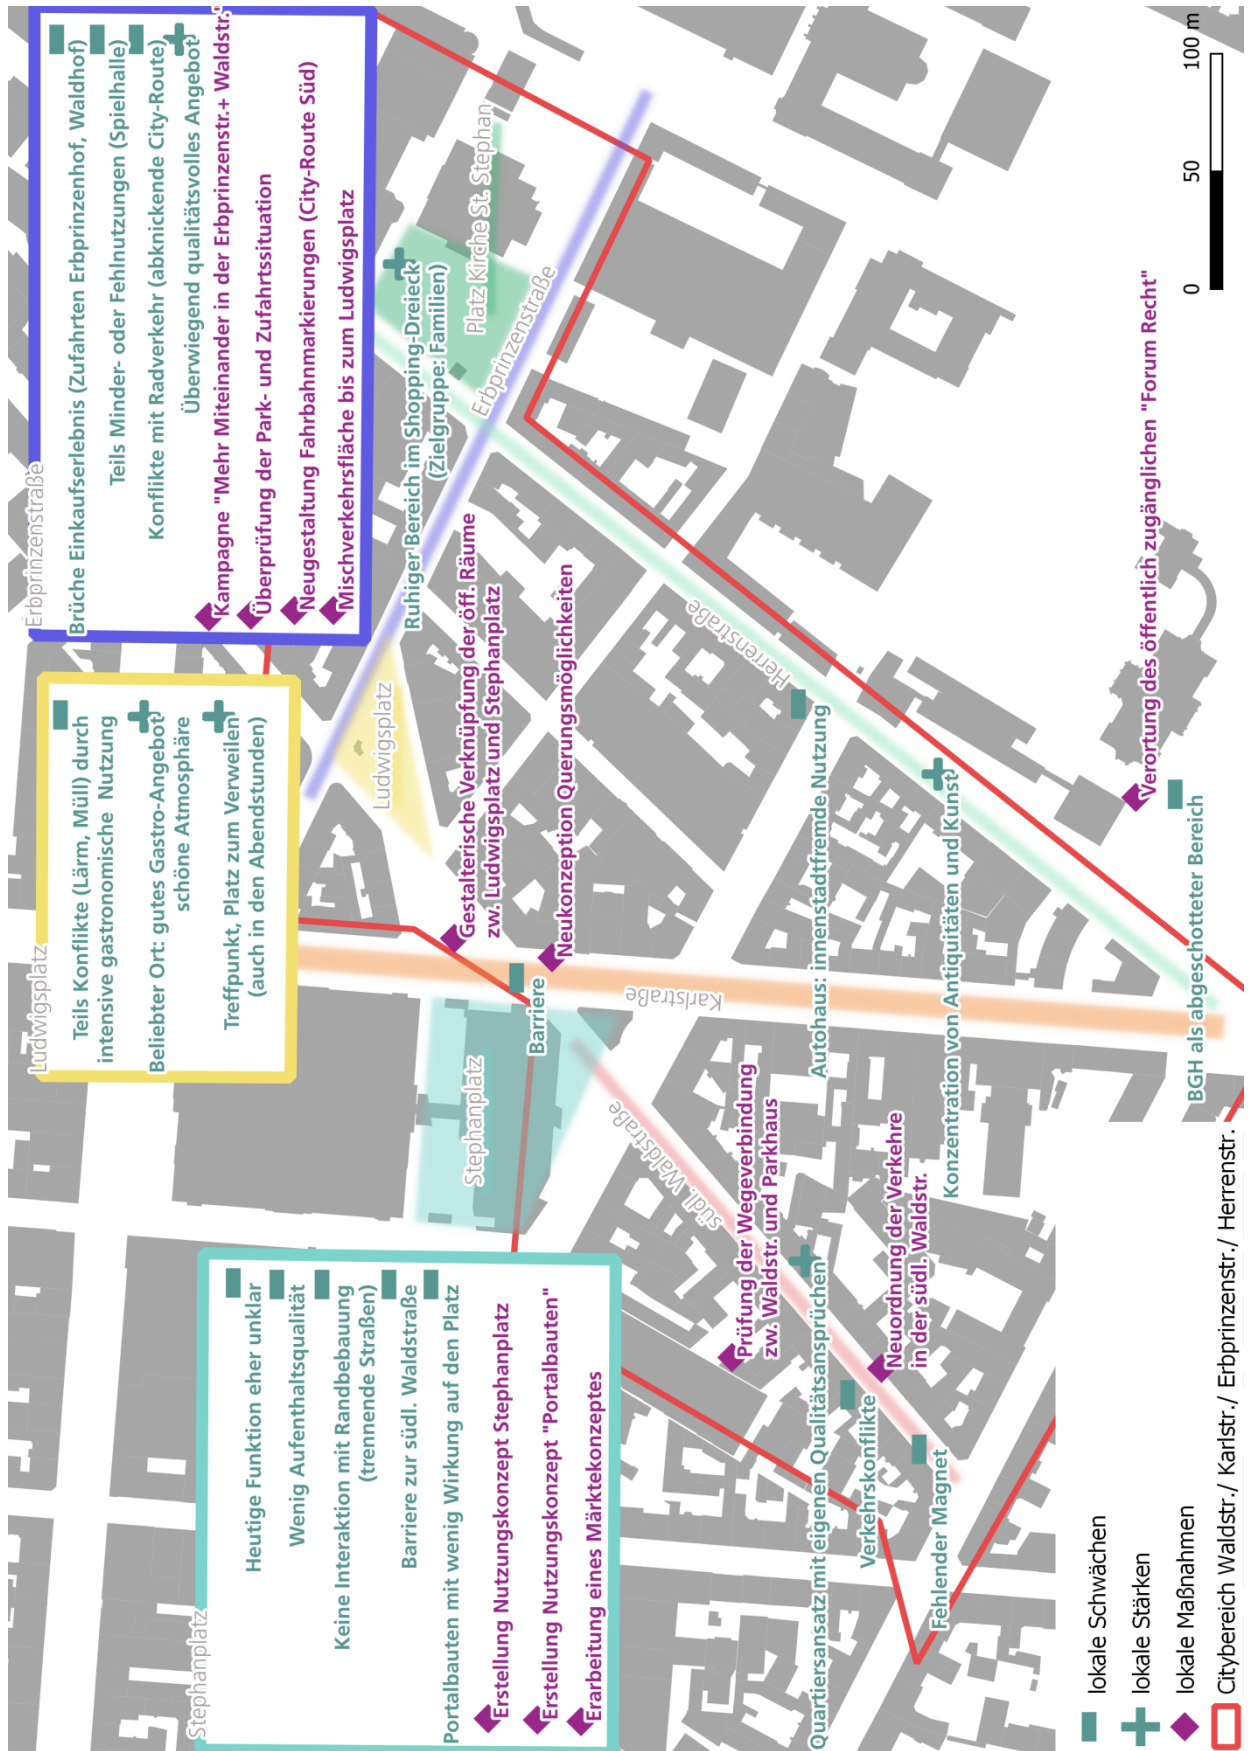 Stephanplatz
Heutige Funktion eher unklar
Wenig Aufenthaltsqualität
Keine Interaktion mit Randbebauung
(trennende Straßen)
Barriere zur südl. Waldstraße
Portalbauten mit wenig Wirkung auf den Platz
Erstellung Nutzungskonzept Stephanplatz
Erstellung Nutzungskonzept "Portalbauten"
Erarbeitung eines Märktekonzeptes
Ludwigsplatz
Teils Konflikte (Lärm, Müll) durch
intensive gastronomische Nutzung
Beliebter Ort: gutes Gastro-Angebot,
schöne Atmosphäre
Treffpunkt, Platz zum Verweilen
(auch in den Abendstunden)
Erbprinzenstraße
Brüche Einkaufserlebnis (Zufahrten Erbprinzenhof, Waldhof)
Teils Minder- oder Fehlnutzungen (Spielhalle)
Konflikte mit Radverkehr (abknickende City-Route)
Überwiegend qualitätsvolles Angebot
Kampagne "Mehr Miteinander in der Erbprinzenstr.+ Waldstr."
Überprüfung der Park- und Zufahrtssituation
Neugestaltung Fahrbahnmarkierungen (City-Route Süd)
Mischverkehrsfläche bis zum Ludwigsplatz
Ludwigsplatz
Ruhiger Bereich im Shopping-Dreieck
(Zielgruppe: Familien)
Platz Kirche St. Stephan
Erbprinzenstraße
Stephanplatz
Gestalterische Verknüpfung der öff. Räume
zw. Ludwigsplatz und Stephanplatz
Barriere
Neukonzeption Querungsmöglichkeiten
südl. Waldstraße
Karlstraße
Herrenstraße
Prüfung der Wegeverbindung
zw. Waldstr. und Parkhaus
Quartiersansatz mit eigenen Qualitätsansprüchen
Autohaus: innenstadtfremde Nutzung
Verkehrskonflikte
Neuordnung der Verkehre
in der südl. Waldstr.
Fehlender Magnet
Konzentration von Antiquitäten und Kunst
Verortung des öffentlich zugänglichen "Forum Recht"
BGH als abgeschotteter Bereich
lokale Schwächen
lokale Stärken
lokale Maßnahmen
Citybereich Waldstr./ Karlstr./ Erbprinzenstr./ Herrenstr.
0 50 100 m